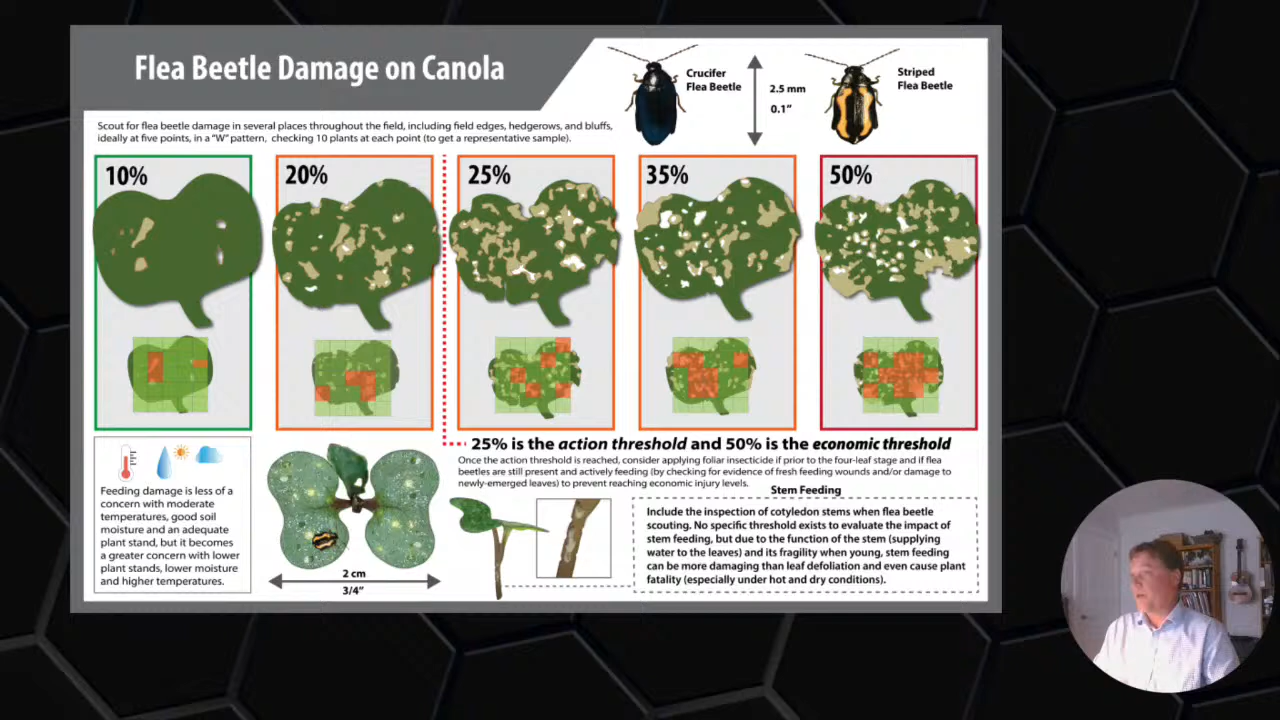 Flea Beetle Damage on Canola
Crucifer
Flea Beetle
2.5 mm
0.1"
Striped
Flea Beetle
Scout for flea beetle damage in several places throughout the field, including field edges, hedgerows, and bluffs,
ideally at five points, in a "W" pattern, checking 10 plants at each point (to get a representative sample).
10%
20%
25%
35%
50%
25% is the action threshold and 50% is the economic threshold
Once the action threshold is reached, consider applying foliar insecticide if prior to the four-leaf stage and if flea
beetles are still present and actively feeding (by checking for evidence of fresh feeding wounds and/or damage to
newly-emerged leaves) to prevent reaching economic injury levels.
Feeding damage is less of a
concern with moderate
temperatures, good soil
moisture and an adequate
plant stand, but it becomes
a greater concern with lower
plant stands, lower moisture
and higher temperatures.
2 cm
3/4"
Stem Feeding
Include the inspection of cotyledon stems when flea beetle
scouting. No specific threshold exists to evaluate the impact of
stem feeding, but due to the function of the stem (supplying
water to the leaves) and its fragility when young, stem feeding
can be more damaging than leaf defoliation and even cause plant
fatality (especially under hot and dry conditions).